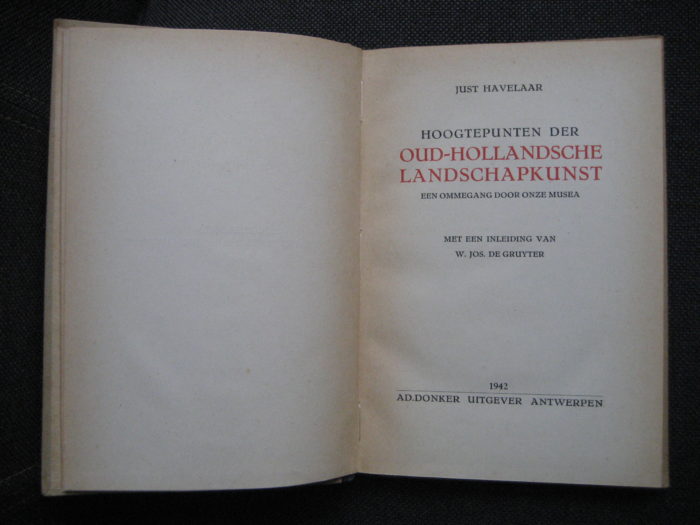 JUST HAVELAAR
HOOGTEPUNTEN DER
OUD-HOLLANDSCHE
LANDSCHAPKUNST
EEN OMMEGANG DOOR ONZE MUSEA
MET EEN INLEIDING VAN
W. JOS. DE GRUYTER
1942
AD.DONKER UITGEVER ANTWERPEN